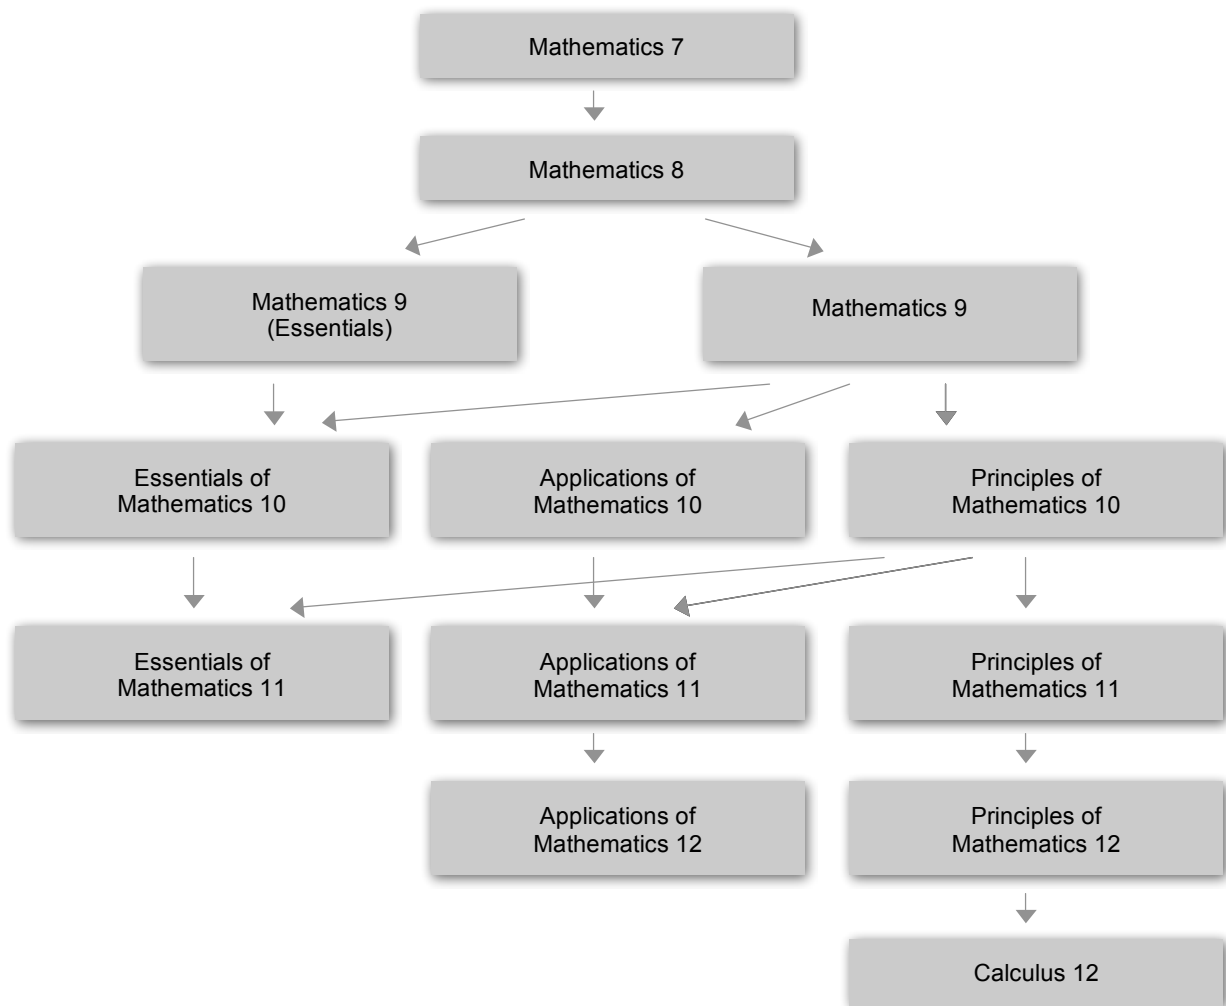 Mathematics 7
Mathematics 8
Mathematics 9
(Essentials)
Mathematics 9
Essentials of
Mathematics 10
Applications of
Mathematics 10
Principles of
Mathematics 10
Essentials of
Mathematics 11
Applications of
Mathematics 11
Principles of
Mathematics 11
Applications of
Mathematics 12
Principles of
Mathematics 12
Calculus 12